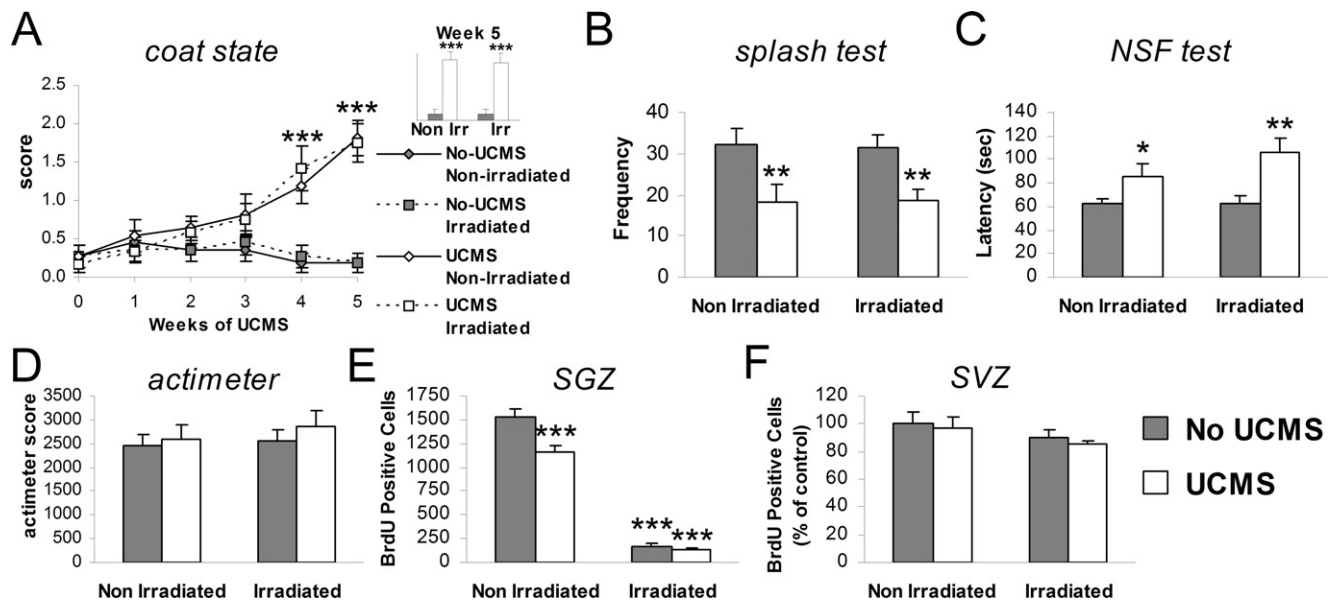 A
coat state
Week 5
*** ***
Non Irr Irr
score
2.5
2.0
1.5
1.0
0.5
0.0
*** ***
0 1 2 3 4 5
Weeks of UCMS
No-UCMS
Non-irradiated
No-UCMS
Irradiated
UCMS
Non-Irradiated
UCMS
Irradiated
B
splash test
Frequency
40
30
20
10
0
** **
Non Irradiated Irradiated
C
NSF test
Latency (sec)
140
120
100
80
60
40
20
0
* **
Non Irradiated Irradiated
D
actimeter
actimeter score
3500
3000
2500
2000
1500
1000
500
0
Non Irradiated Irradiated
E
SGZ
BrdU Positive Cells
1750
1500
1250
1000
750
500
250
0
***
*** ***
Non Irradiated Irradiated
F
SVZ
BrdU Positive Cells
(% of control)
120
100
80
60
40
20
0
Non Irradiated Irradiated
No UCMS
UCMS